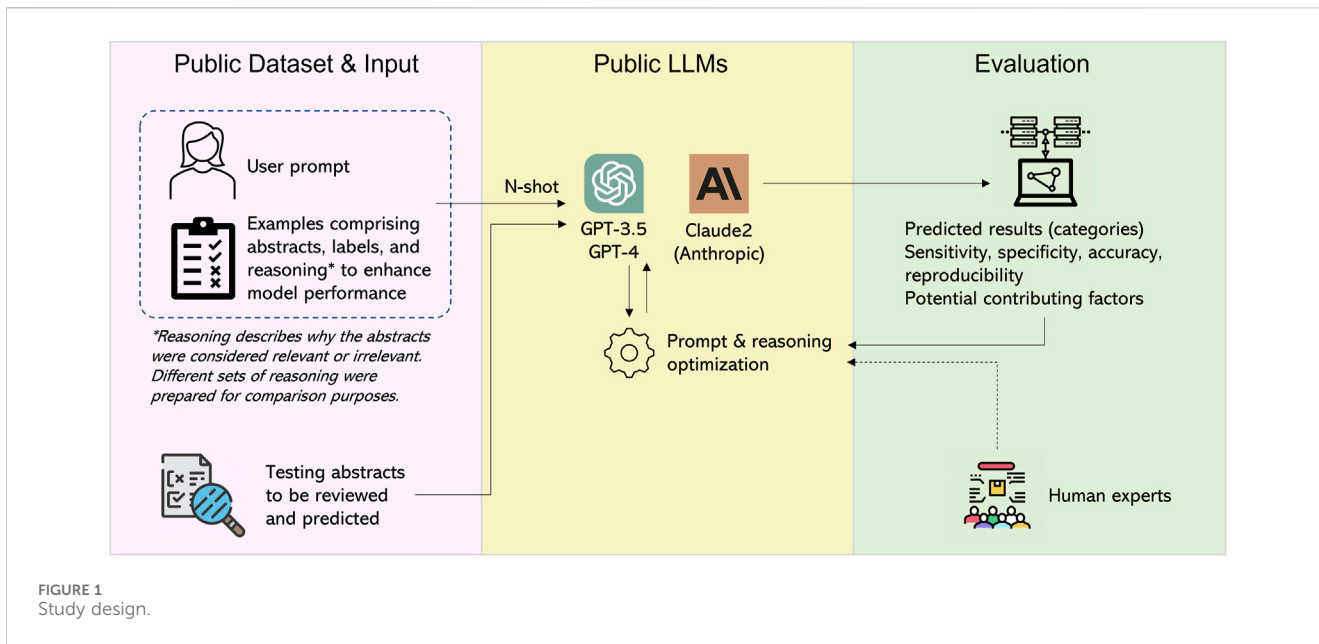 Public Dataset & Input
User prompt
Examples comprising
abstracts, labels, and
reasoning* to enhance
model performance
*Reasoning describes why the abstracts
were considered relevant or irrelevant.
Different sets of reasoning were
prepared for comparison purposes.
Testing abstracts
to be reviewed
and predicted
Public LLMs
N-shot
GPT-3.5
GPT-4
Claude2
(Anthropic)
Prompt & reasoning
optimization
Evaluation
Predicted results (categories)
Sensitivity, specificity, accuracy,
reproducibility
Potential contributing factors
Human experts
FIGURE 1
Study design.